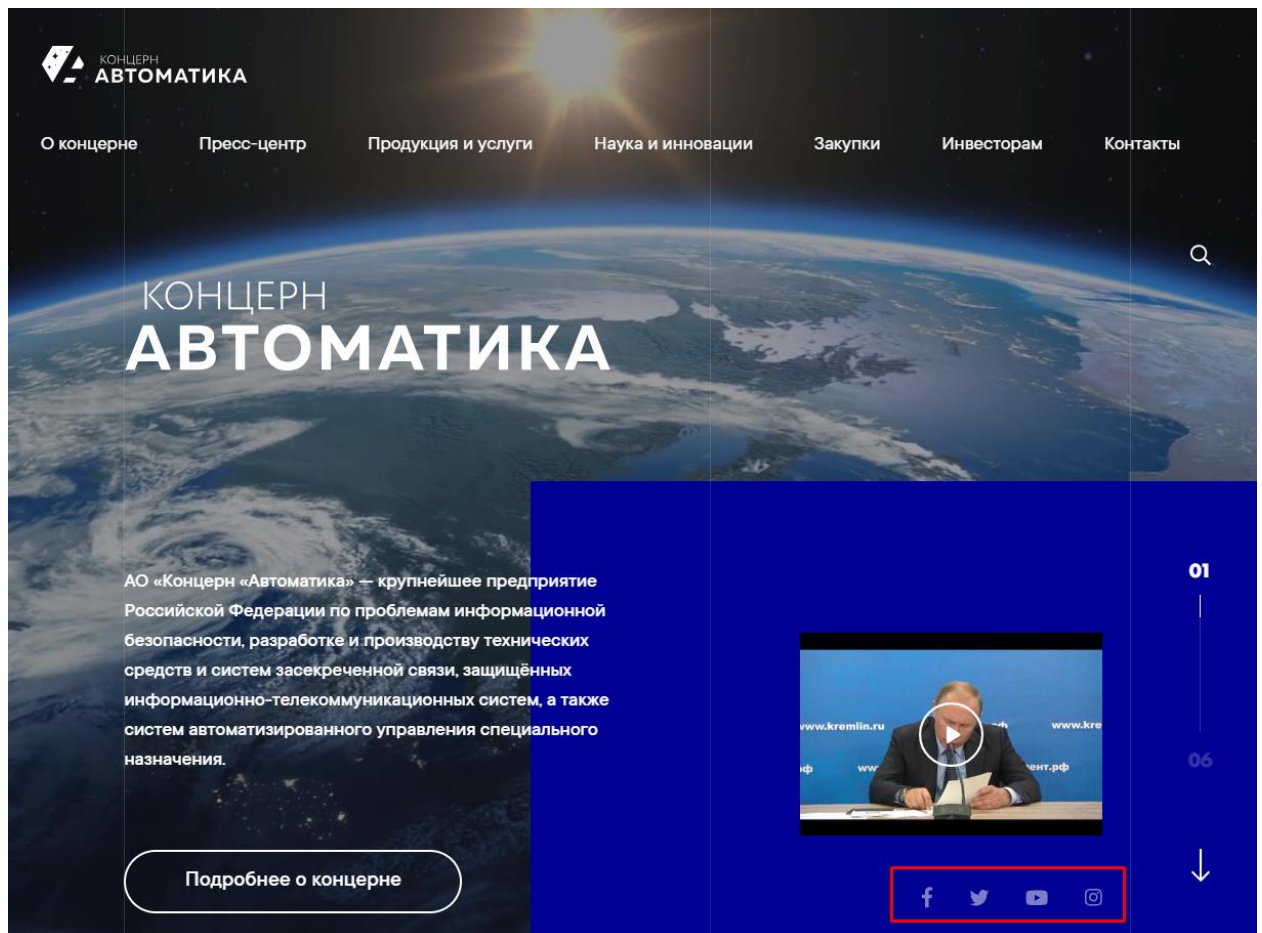 КОНЦЕРН
АВТОМАТИКА
О концерне Пресс-центр Продукция и услуги Наука и инновации Закупки Инвесторам Контакты
КОНЦЕРН
АВТОМАТИКА
АО «Концерн «Автоматика» — крупнейшее предприятие
Российской Федерации по проблемам информационной
безопасности, разработке и производству технических
средств и систем засекреченной связи, защищённых
информационно-телекоммуникационных систем, а также
систем автоматизированного управления специального
назначения.
Подробнее о концерне
01
www.kremlin.ru www.kre
06